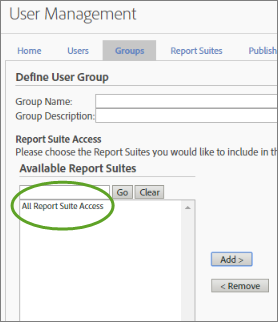 User Management
Home Users Groups Report Suites Publish
Define User Group
Group Name:
Group Description:
Report Suite Access
Please choose the Report Suites you would like to include in th
Available Report Suites
Go Clear
All Report Suite Access
Add >
< Remove